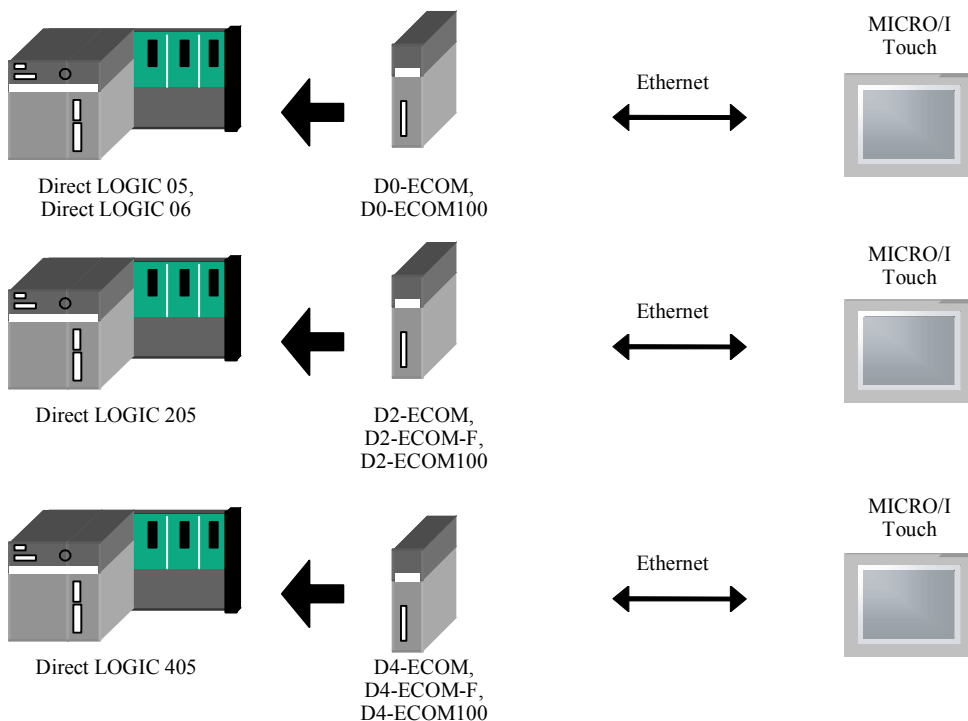 MICRO/I
Touch
Ethernet
Direct LOGIC 05,
Direct LOGIC 06
D0-ECOM,
D0-ECOM100
MICRO/I
Touch
Ethernet
Direct LOGIC 205
D2-ECOM,
D2-ECOM-F,
D2-ECOM100
MICRO/I
Touch
Ethernet
Direct LOGIC 405
D4-ECOM,
D4-ECOM-F,
D4-ECOM100